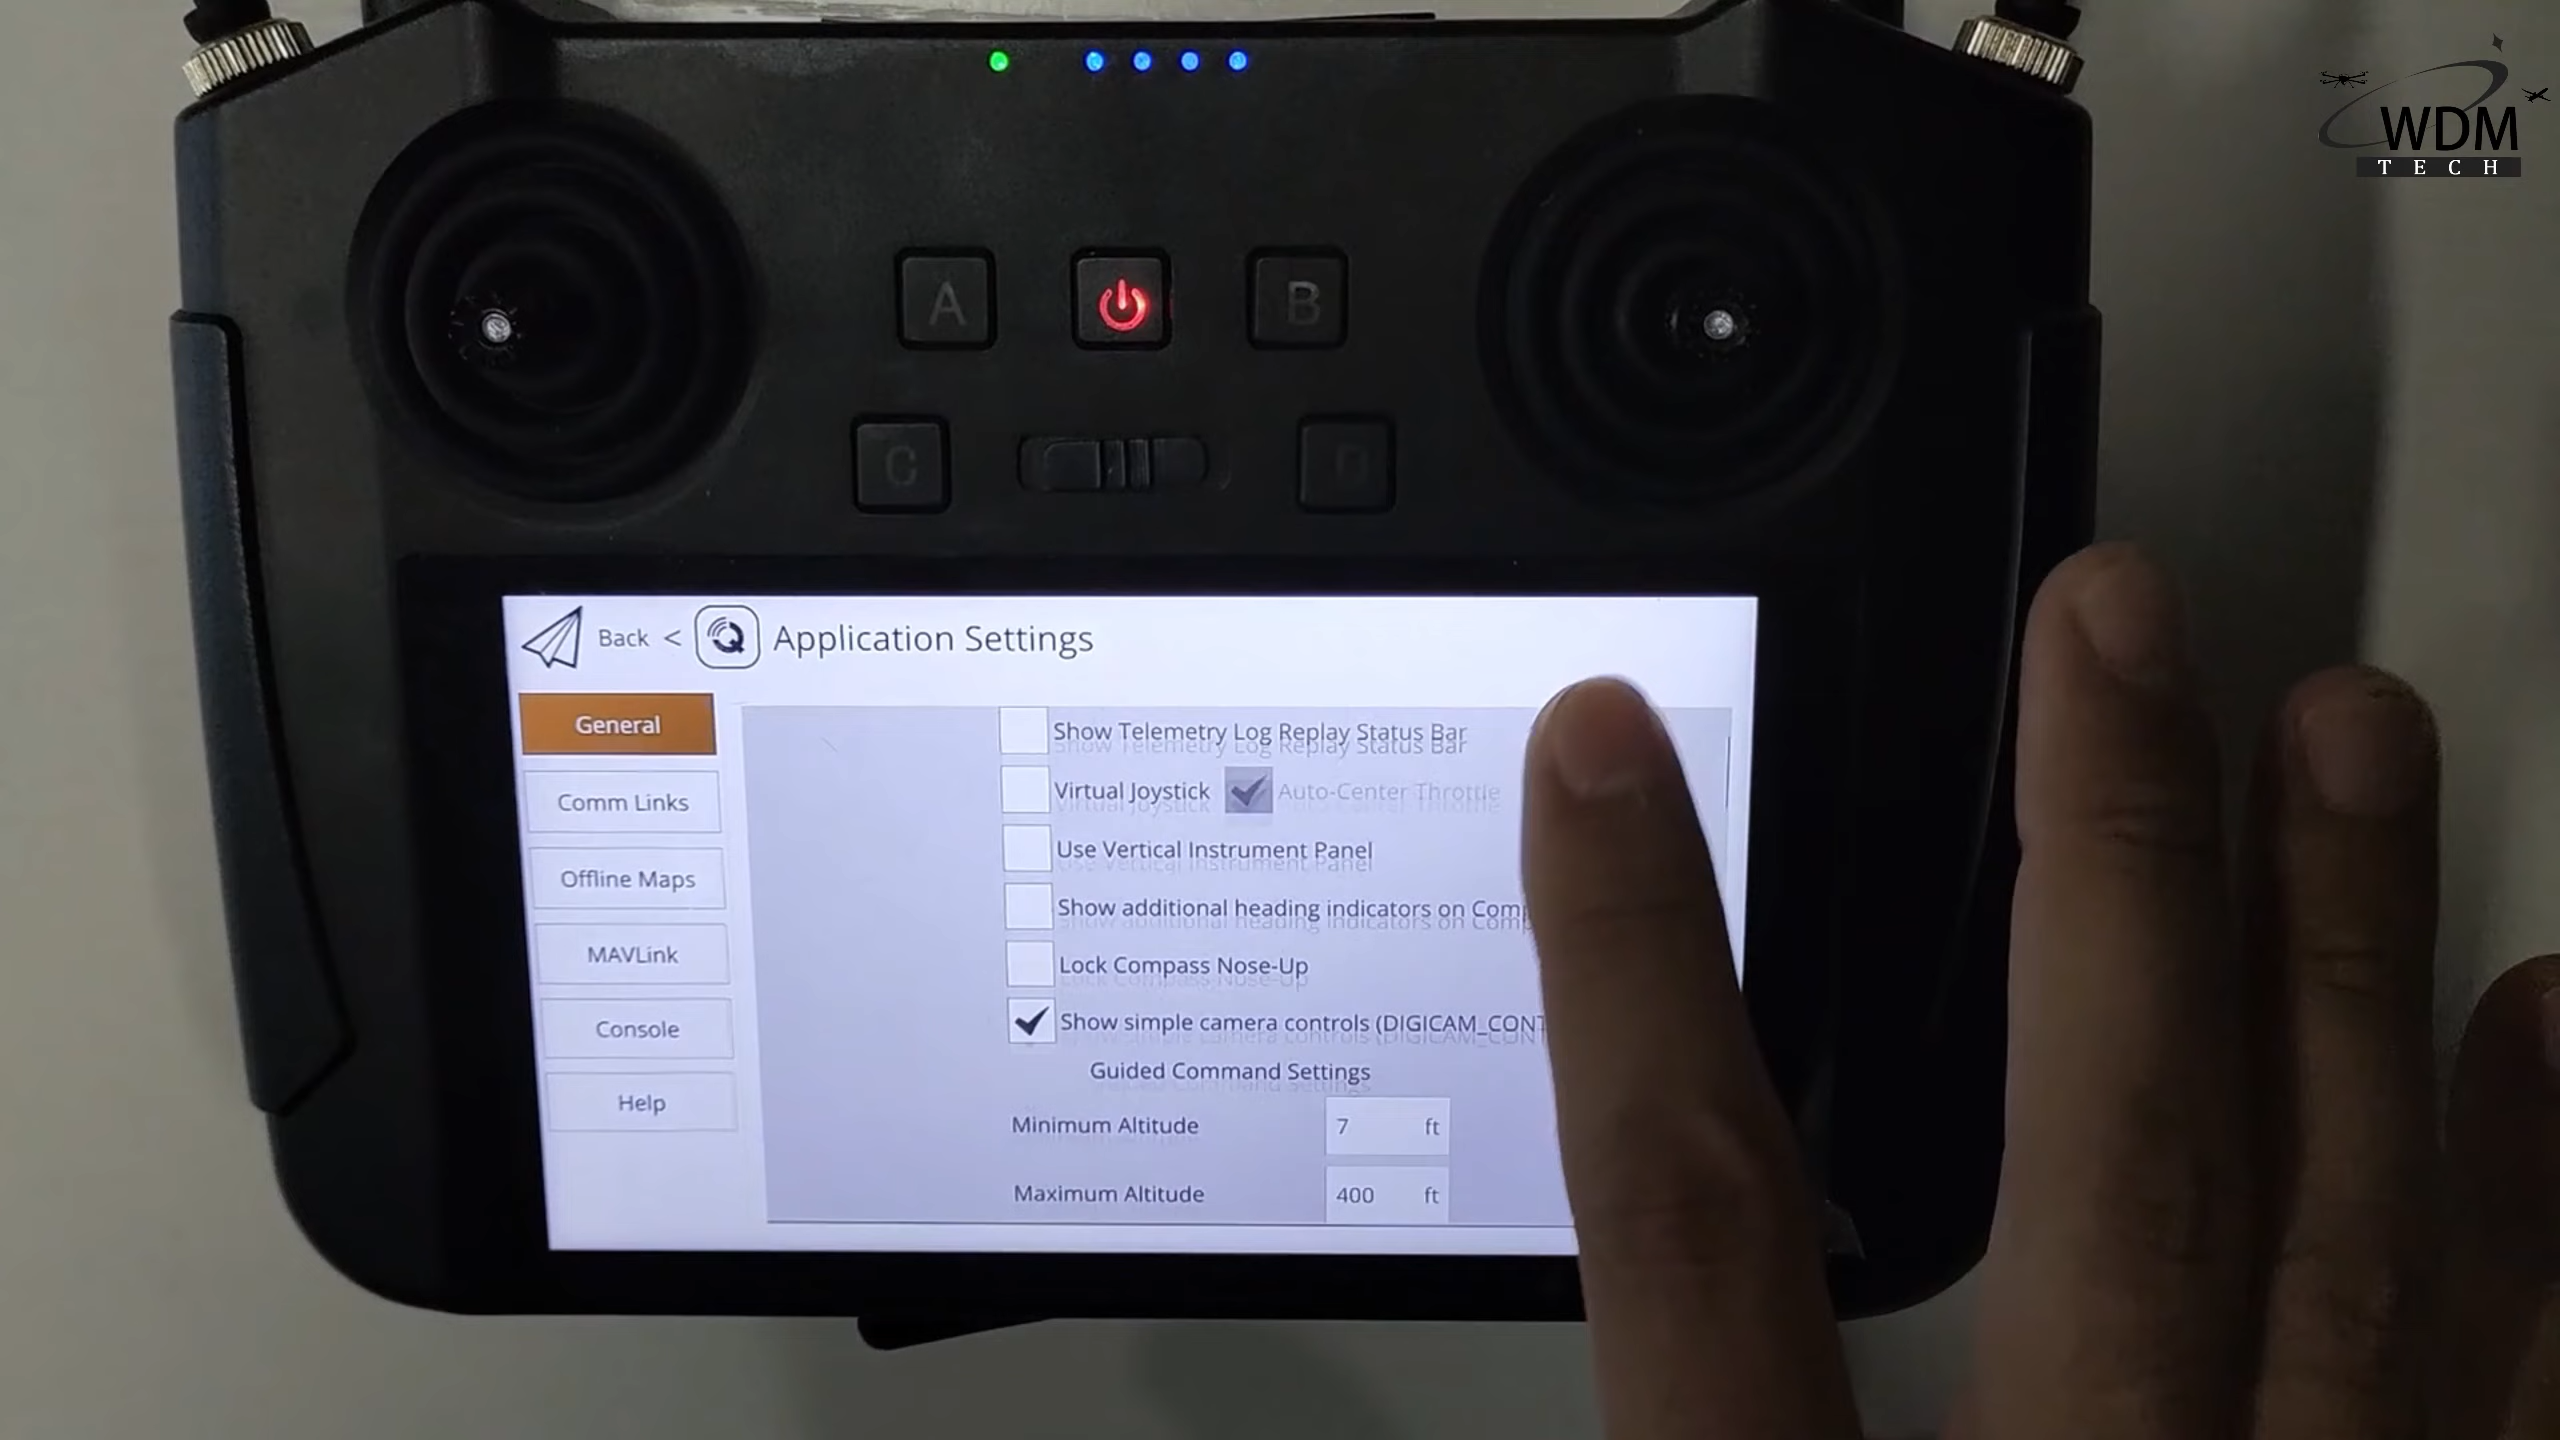 WDM
TECH
A
B
C
D
Back <
Application Settings
General
Comm Links
Offline Maps
MAVLink
Console
Help
Show Telemetry Log Replay Status Bar
Virtual Joystick Auto-Center Throttle
Use Vertical Instrument Panel
Show additional heading indicators on Comp
Lock Compass Nose-Up
Show simple camera controls (DIGICAM_CONT
Guided Command Settings
Minimum Altitude 7 ft
Maximum Altitude 400 ft